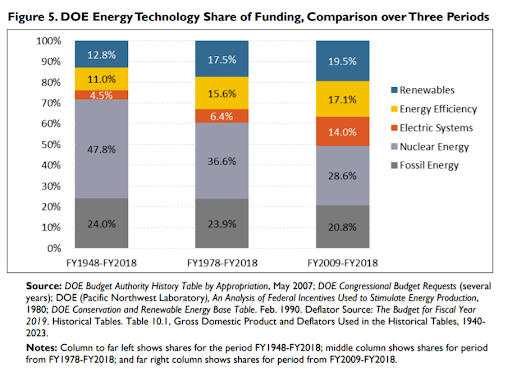 Figure 5. DOE Energy Technology Share of Funding, Comparison over Three Periods
100%
90%
80%
70%
60%
50%
40%
30%
20%
10%
0%
12.8%
11.0%
4.5%
47.8%
24.0%
17.5%
15.6%
6.4%
36.6%
23.9%
19.5%
17.1%
14.0%
28.6%
20.8%
FY1948-FY2018
FY1978-FY2018
FY2009-FY2018
Renewables
Energy Efficiency
Electric Systems
Nuclear Energy
Fossil Energy
Source: DOE Budget Authority History Table by Appropriation, May 2007; DOE Congressional Budget Requests (several
years); DOE (Pacific Northwest Laboratory), An Analysis of Federal Incentives Used to Stimulate Energy Production,
1980; DOE Conservation and Renewable Energy Base Table. Feb. 1990. Deflator Source: The Budget for Fiscal Year
2019. Historical Tables. Table 10.1, Gross Domestic Product and Deflators Used in the Historical Tables, 1940-
2023.
Notes: Column to far left shows shares for the period FY1948-FY2018; middle column shows shares for period
from FY1978-FY2018; and far right column shows shares for period from FY2009-FY2018.